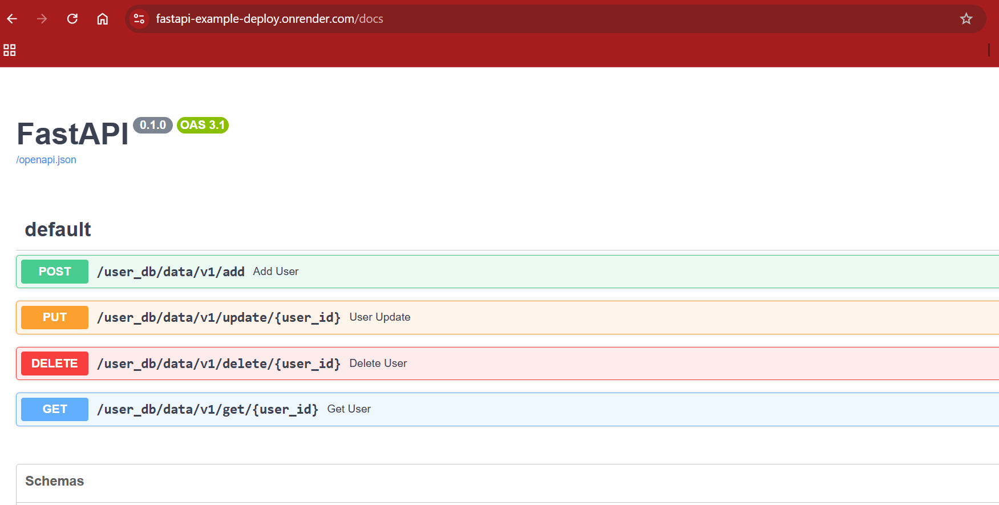 fastapi-example-deploy.onrender.com/docs
FastAPI 0.1.0 OAS 3.1
/openapi.json
default
POST /user_db/data/v1/add Add User
PUT /user_db/data/v1/update/{user_id} User Update
DELETE /user_db/data/v1/delete/{user_id} Delete User
GET /user_db/data/v1/get/{user_id} Get User
Schemas